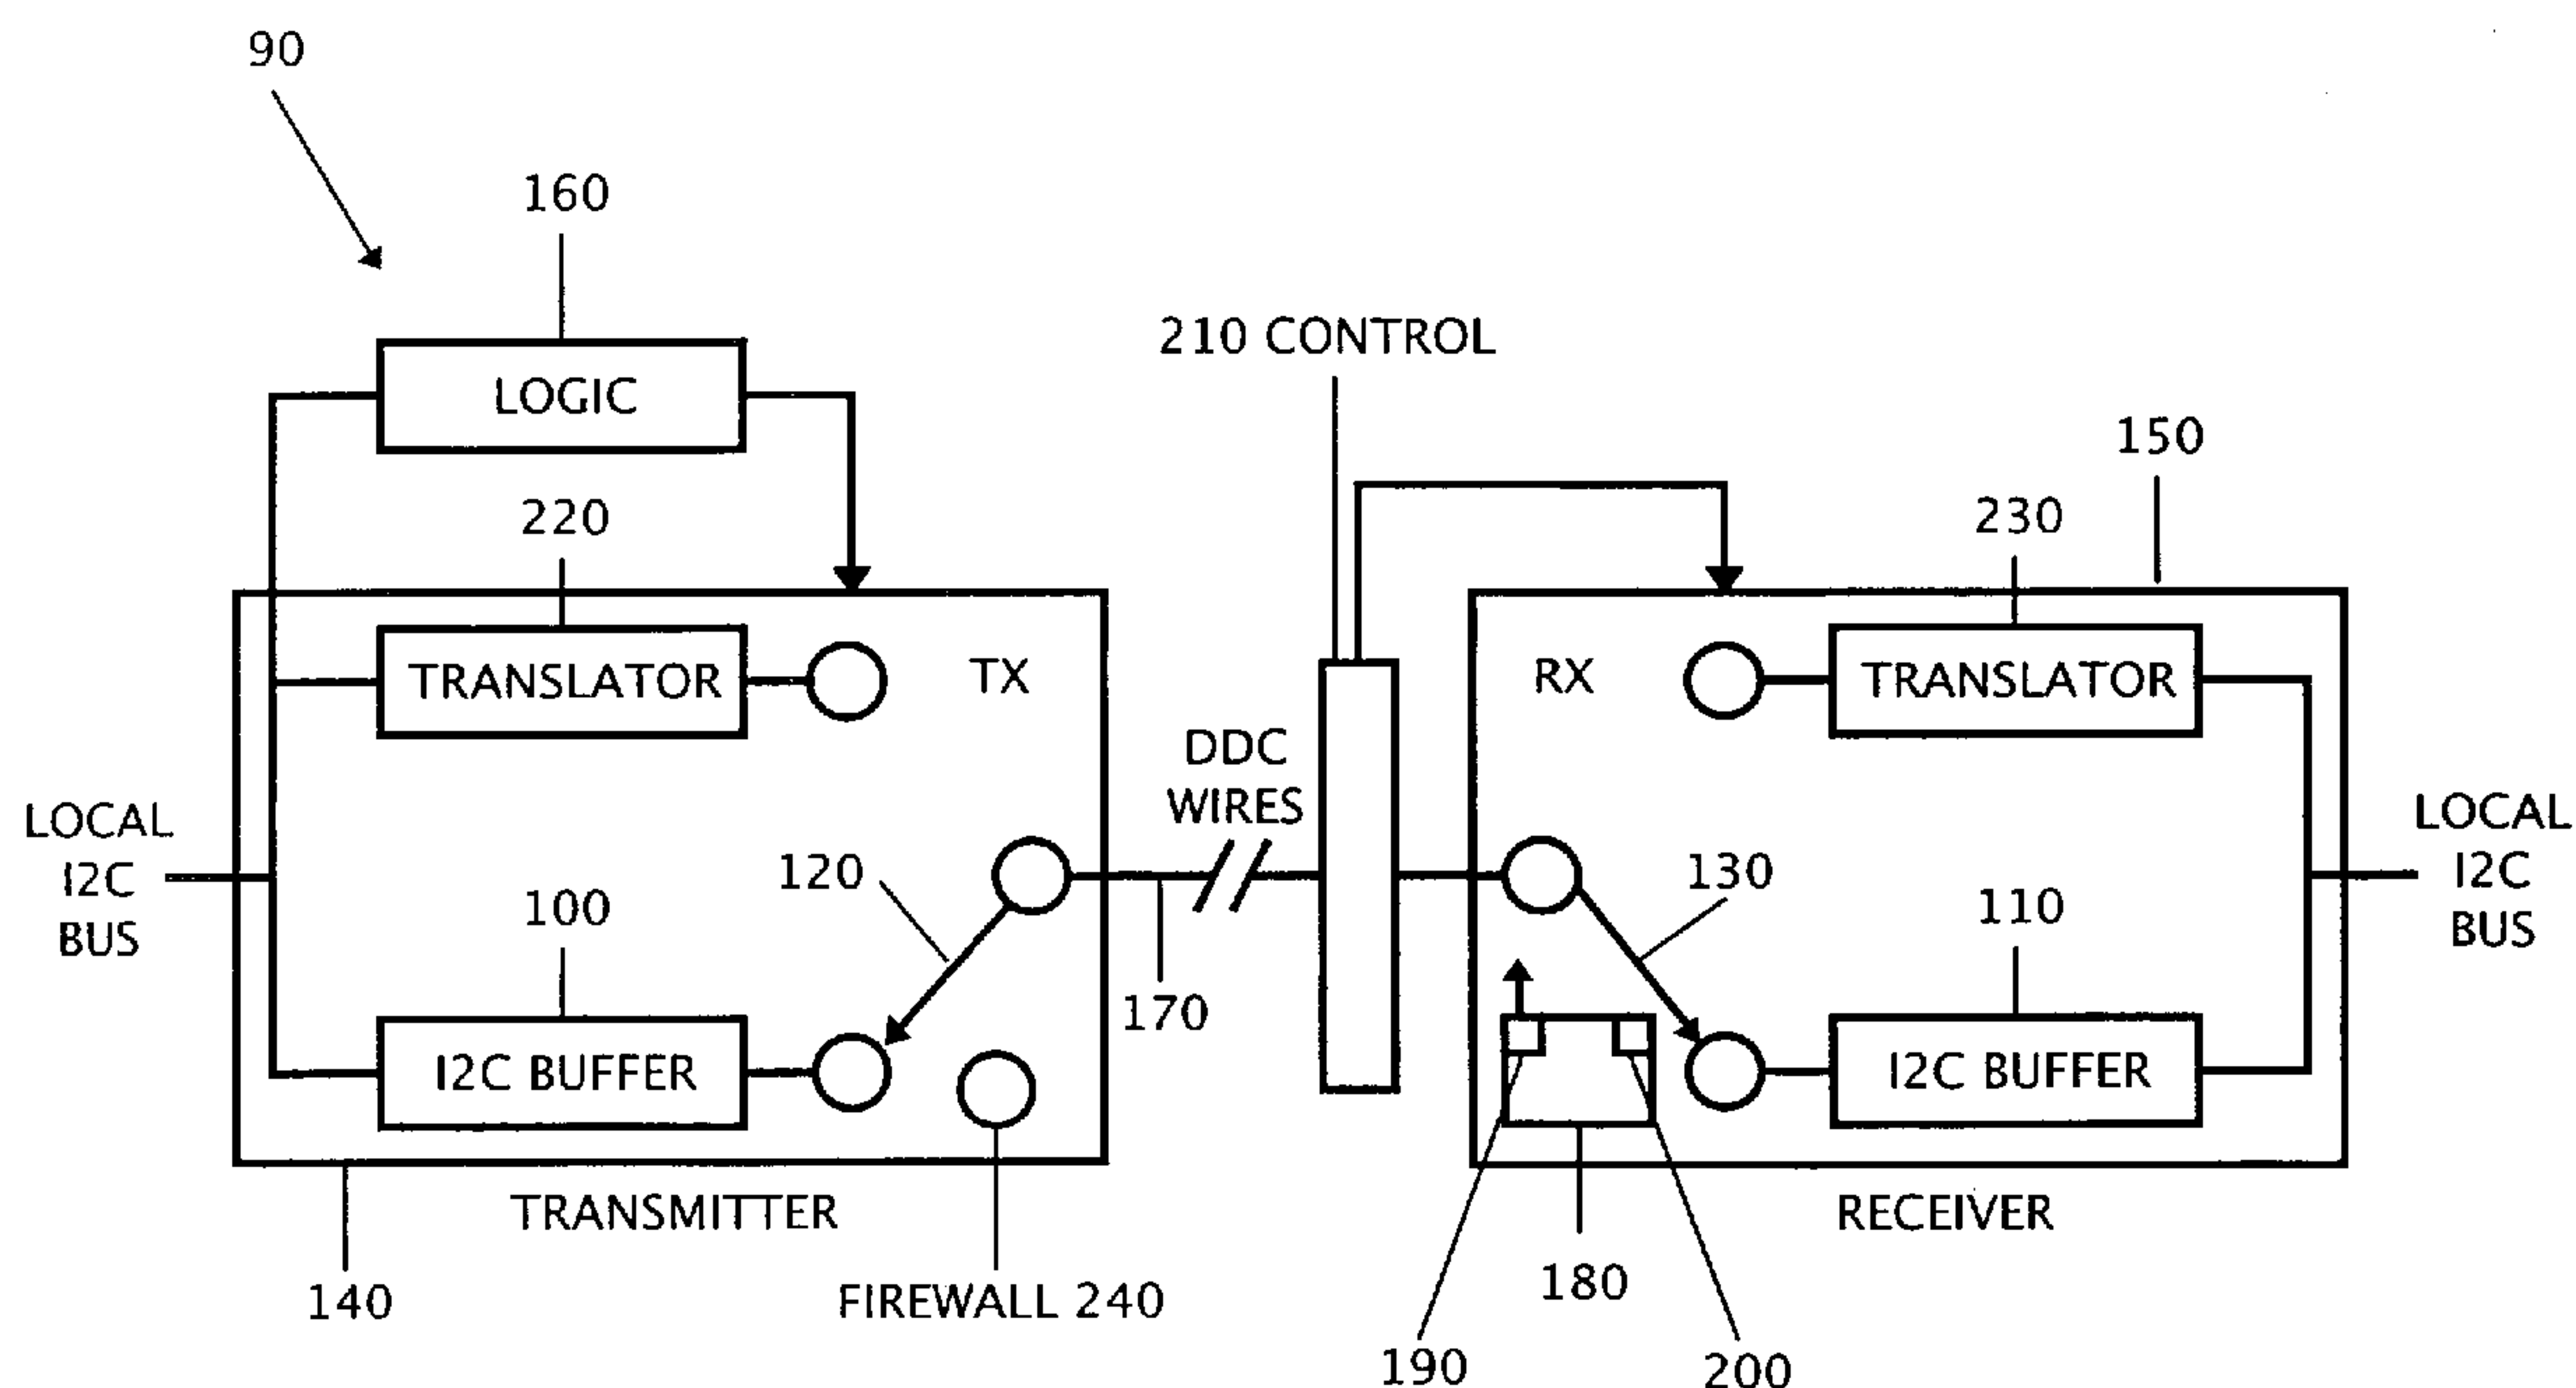 90
160
210 CONTROL
LOGIC
150
220
230
TRANSLATOR
TX
RX
TRANSLATOR
DDC
WIRES
LOCAL
I2C
BUS
120
130
LOCAL
I2C
BUS
100
110
170
I2C BUFFER
I2C BUFFER
TRANSMITTER
RECEIVER
140
FIREWALL 240
180
190
200